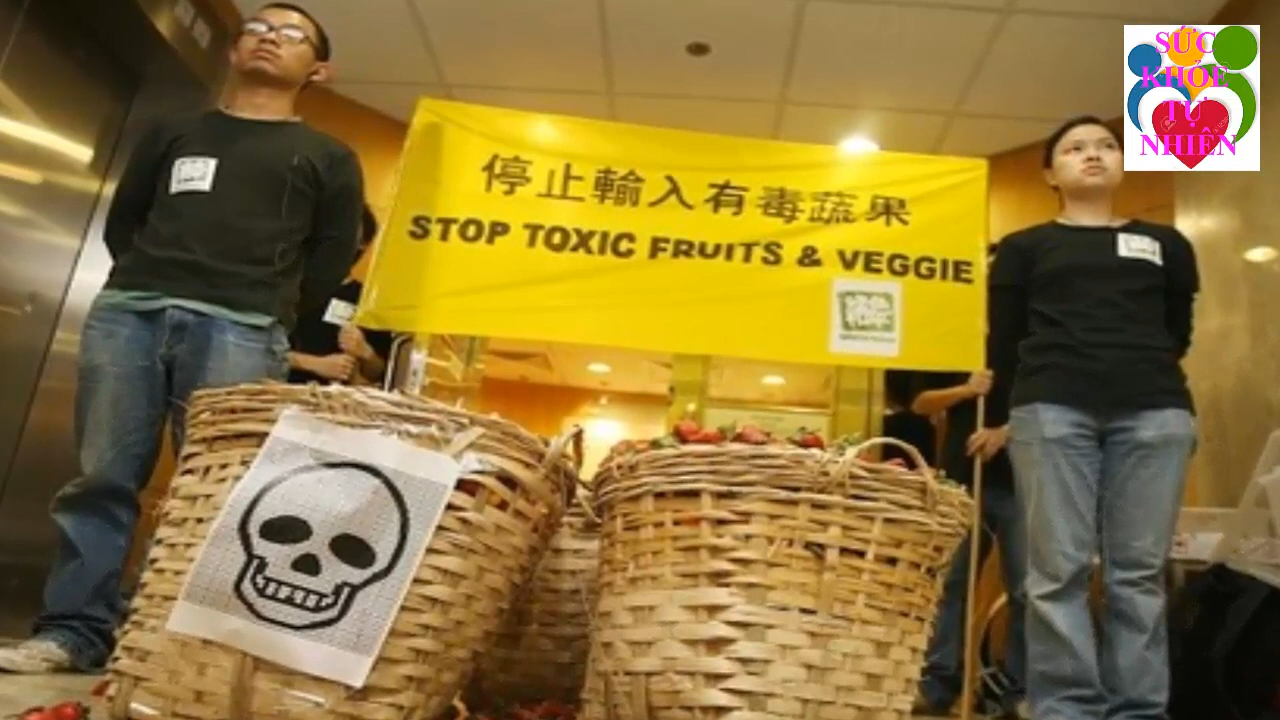 停止輸入有毒蔬果
STOP TOXIC FRUITS & VEGGIE
SỨC
KHỎE
TỰ
NHIÊN